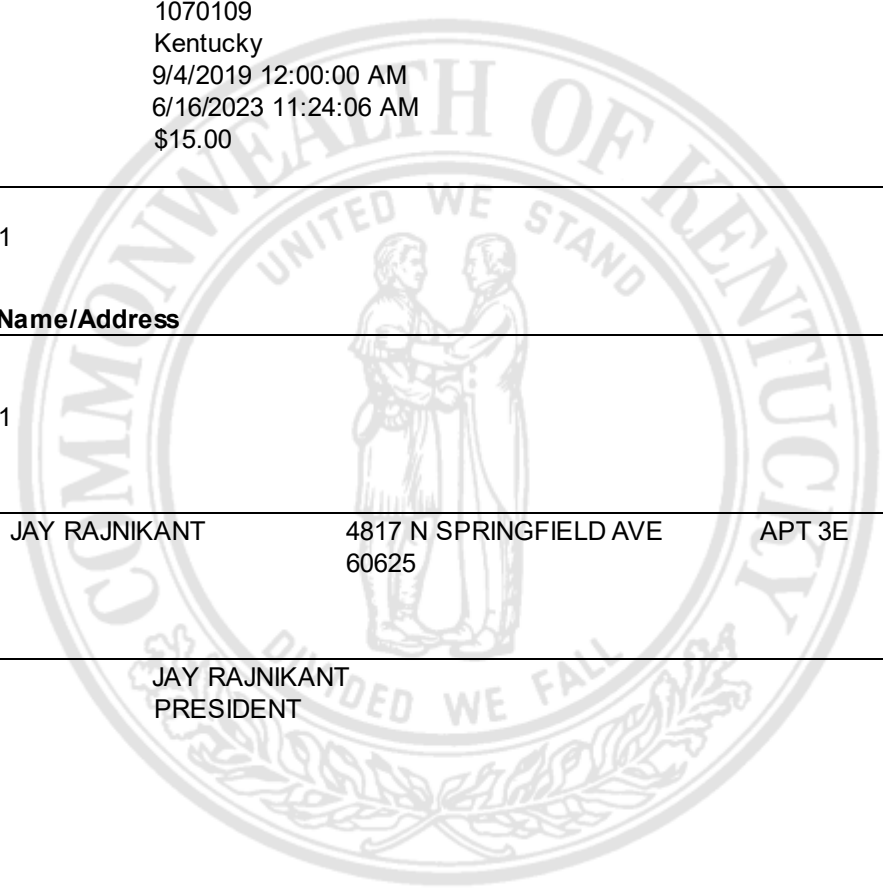 1070109
Kentucky
9/4/2019 12:00:00 AM
6/16/2023 11:24:06 AM
$15.00
1
Name/Address
1
JAY RAJNIKANT 4817 N SPRINGFIELD AVE APT 3E
60625
JAY RAJNIKANT
PRESIDENT
COMMONWEALTH OF KENTUCKY
UNITED WE STAND
DIVIDED WE FALL